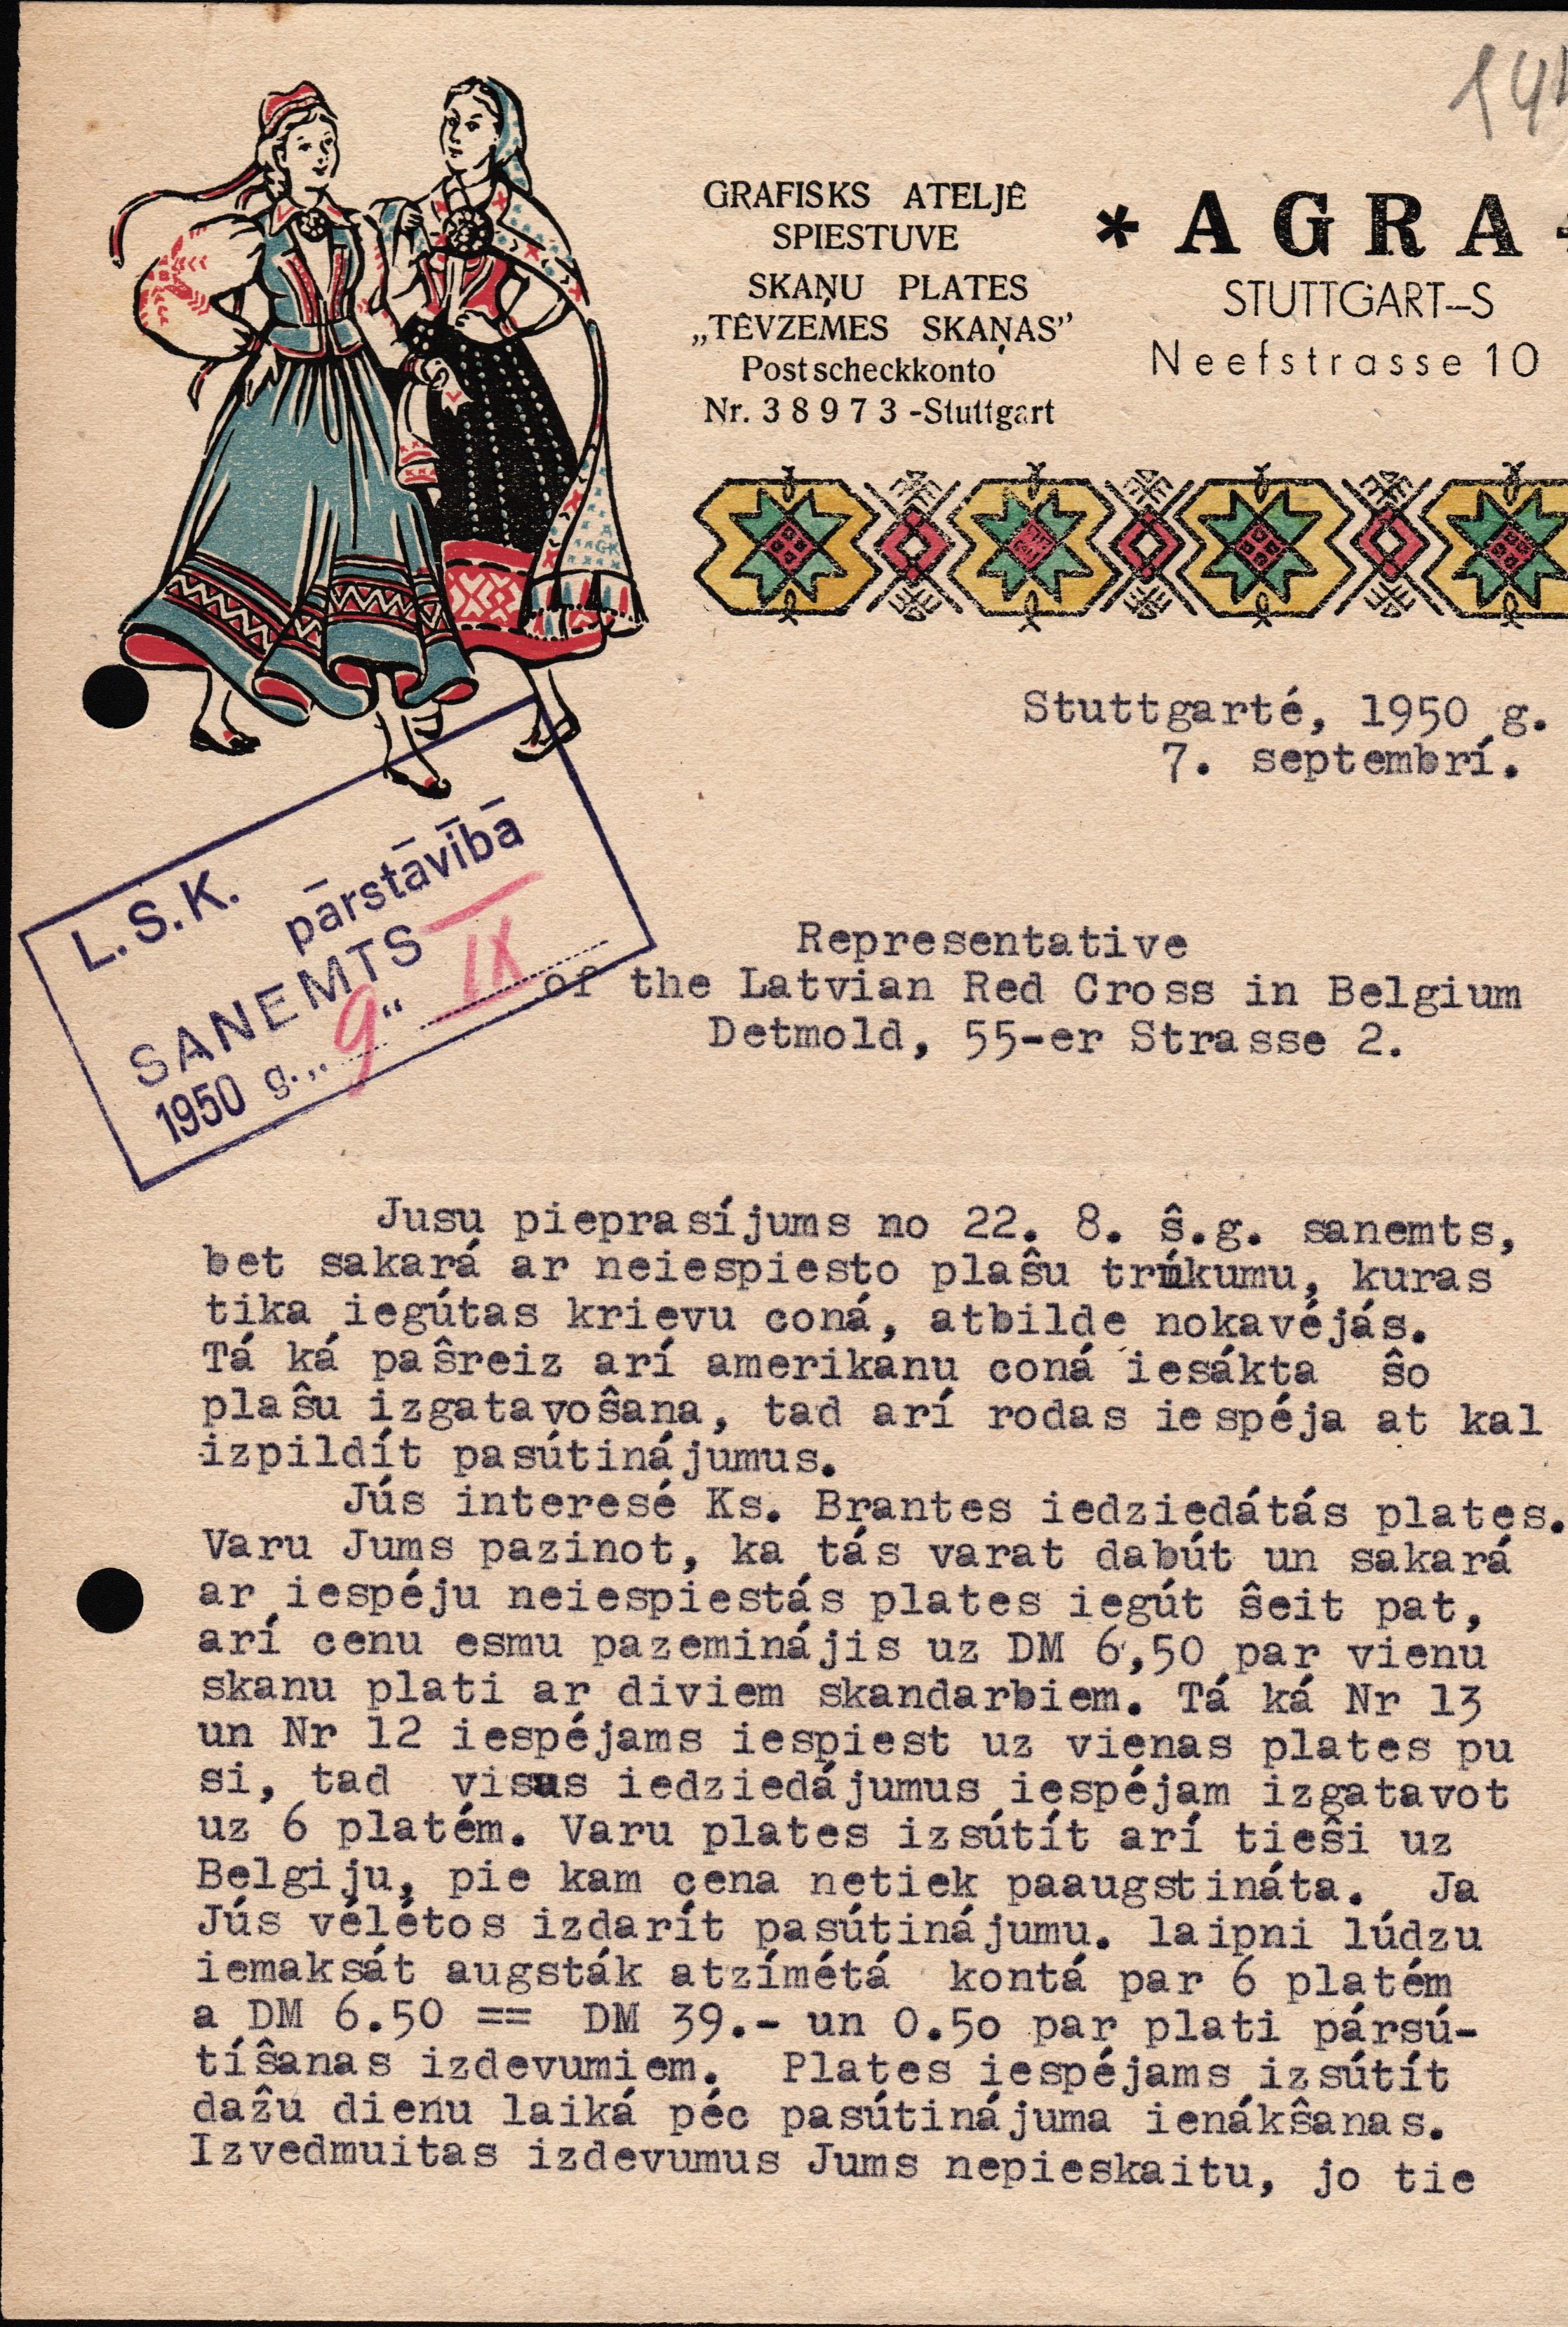 GRAFISKS ATELJĒ
SPIESTUVE
SKAŅU PLATES
„TĒVZEMES SKAŅAS”
Postscheckkonto
Nr. 38973-Stuttgart
* AGRA
STUTTGART–S
Neefstrasse 10
Stuttgarté, 1950 g.
7. septembrí.
L.S.K.
pārstāvībā
SAŅEMTS
1950 g. „ 9 “ IX
Representative
of the Latvian Red Cross in Belgium
Detmold, 55-er Strasse 2.
Jusu pieprasíjums no 22. 8. ŝ.g. sanemts,
bet sakará ar neiespiesto plaŝu trúkumu, kuras
tika iegútas krievu coná, atbilde nokavéjás.
Tá ká paŝreiz arí amerikanu coná iesákta ŝo
plaŝu izgatavoŝana, tad arí rodas iespéja at kal
izpildít pasútinájumus.
Jús interesé Ks. Brantes iedziedátás plates.
Varu Jums pazinot, ka tás varat dabút un sakará
ar iespéju neiespiestás plates iegút ŝeit pat,
arí cenu esmu pazeminájis uz DM 6,50 par vienu
skanu plati ar diviem skandarbiem. Tá ká Nr 13
un Nr 12 iespéjams iespiest uz vienas plates pu
si, tad visus iedziedájumus iespéjam izgatavot
uz 6 platém. Varu plates izsútít arí tieŝi uz
Belgiju, pie kam cena netiek paaugstináta. Ja
Jús vélétos izdarít pasútinájumu. laipni lúdzu
iemaksát augsták atzímétá kontá par 6 platém
a DM 6.50 == DM 39.- un 0.5o par plati pársú-
tíŝanas izdevumiem. Plates iespéjams izsútít
daẑu dienu laiká péc pasútinájuma ienákŝanas.
Izvedmuitas izdevumus Jums nepieskaitu, jo tie